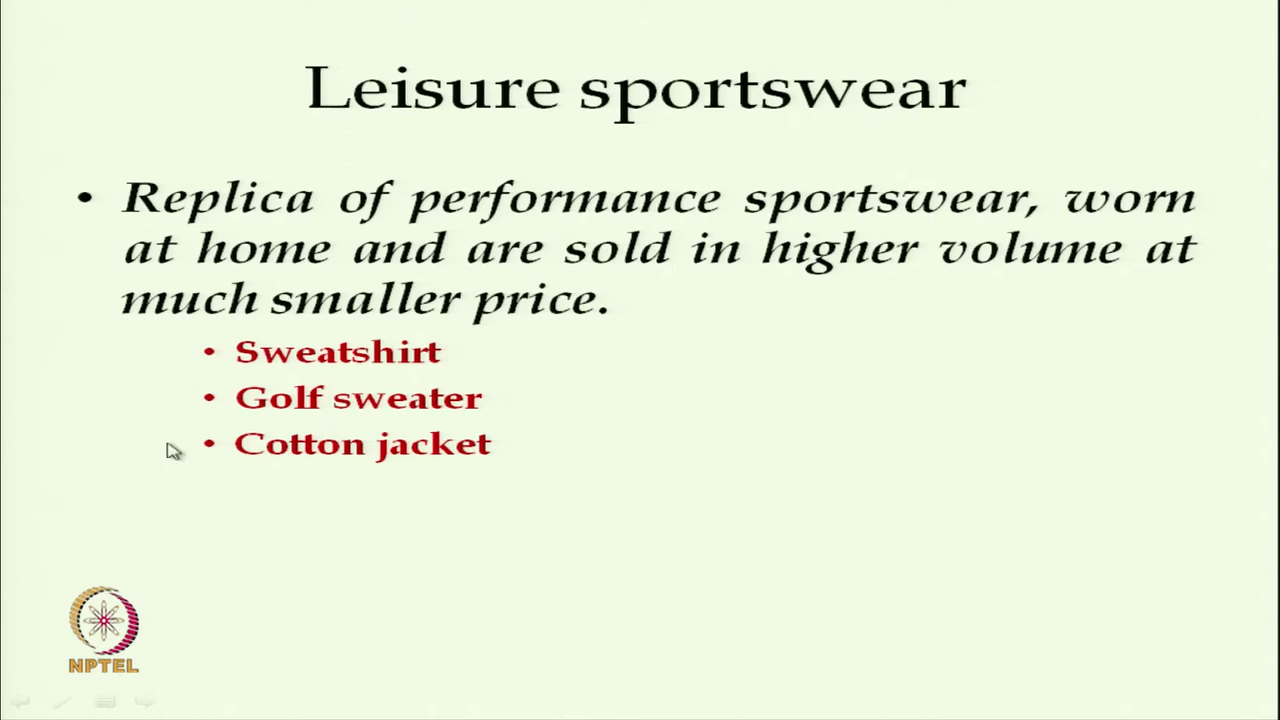 Leisure sportswear
• Replica of performance sportswear, worn
at home and are sold in higher volume at
much smaller price.
• Sweatshirt
• Golf sweater
• Cotton jacket
NPTEL